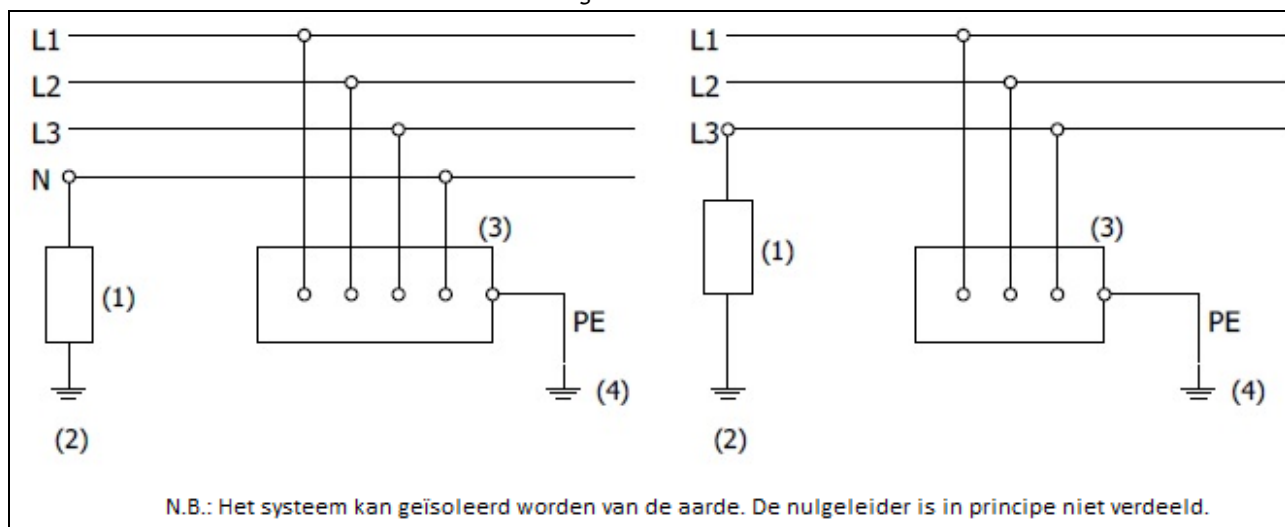 L1
L2
L3
N
(1)
(2)
(3)
PE
(4)
L1
L2
L3
(1)
(2)
(3)
PE
(4)
N.B.: Het systeem kan geïsoleerd worden van de aarde. De nulgeleider is in principe niet verdeeld.